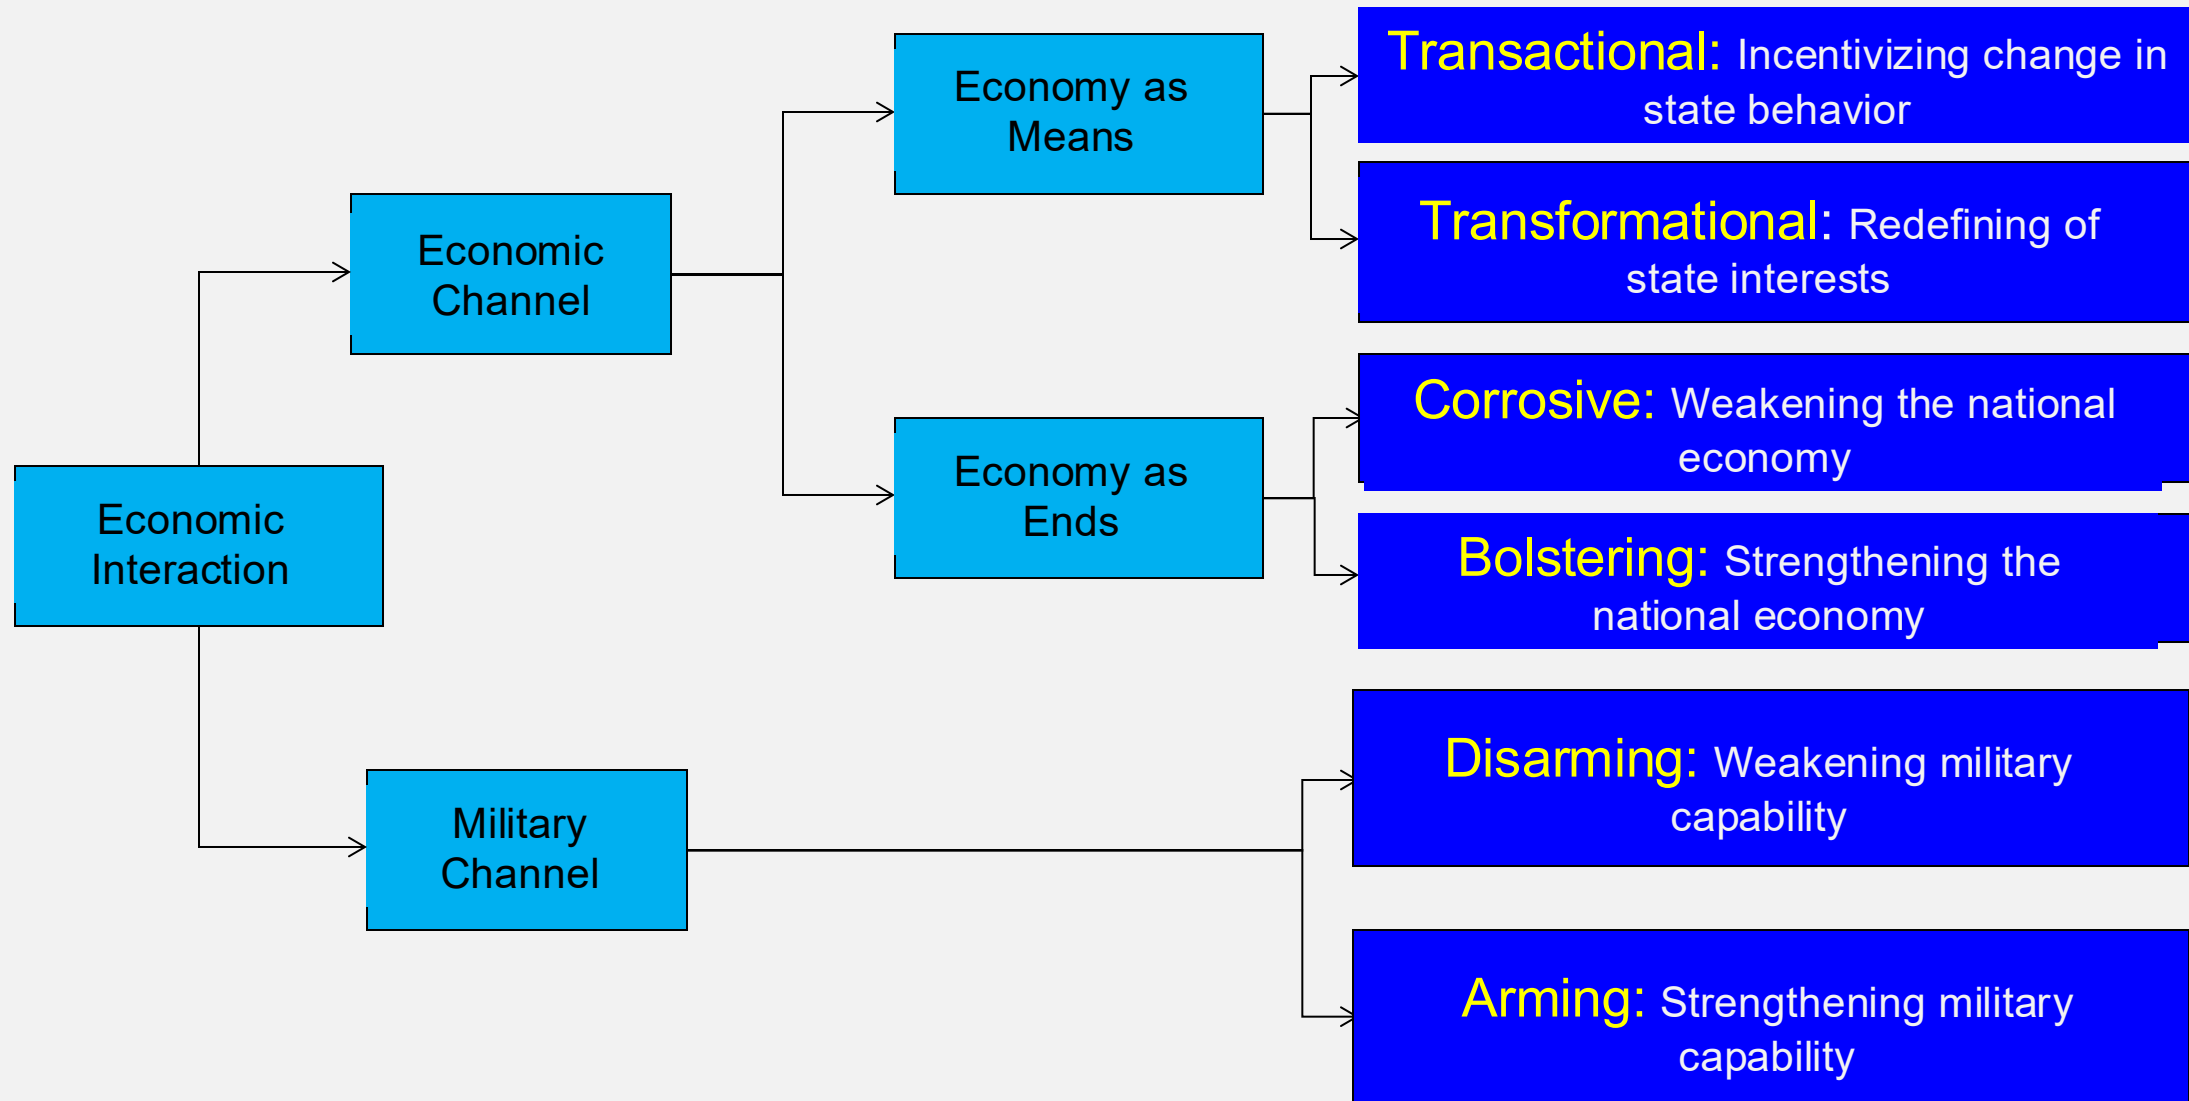 Economic
Interaction
Economic
Channel
Military
Channel
Economy as
Means
Economy as
Ends
Transactional: Incentivizing change in
state behavior
Transformational: Redefining of
state interests
Corrosive: Weakening the national
economy
Bolstering: Strengthening the
national economy
Disarming: Weakening military
capability
Arming: Strengthening military
capability